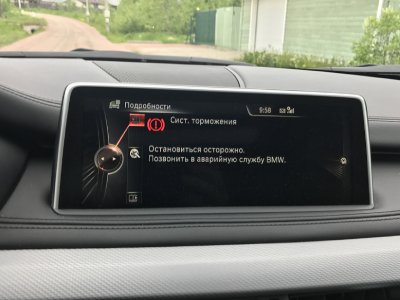 Подробности
9:58
Сист. торможения
Остановиться осторожно.
Позвонить в аварийную службу BMW.